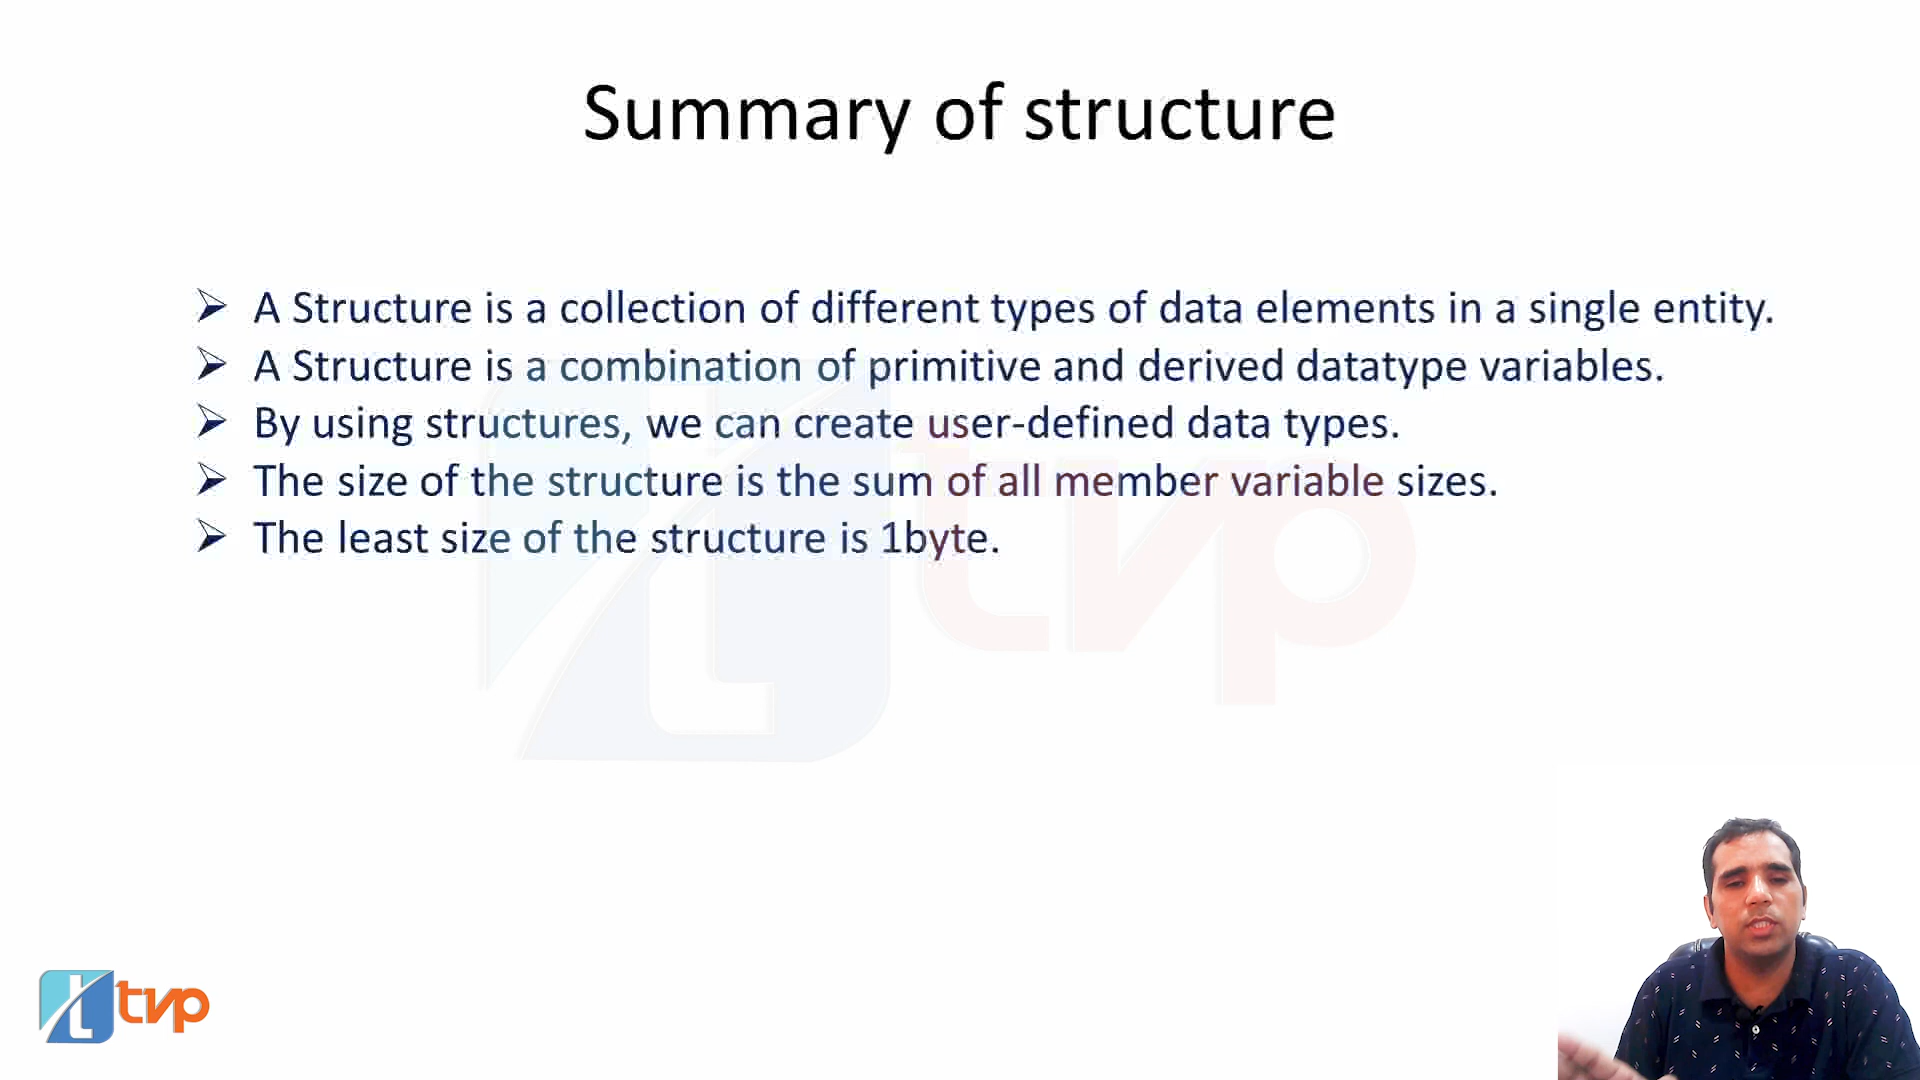 Summary of structure
➢ A Structure is a collection of different types of data elements in a single entity.
➢ A Structure is a combination of primitive and derived datatype variables.
➢ By using structures, we can create user-defined data types.
➢ The size of the structure is the sum of all member variable sizes.
➢ The least size of the structure is 1byte.
t tvp
t tvp